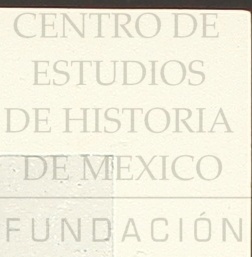 CENTRO DE
ESTUDIOS
DE HISTORIA
DE MEXICO
FUNDACIÓN